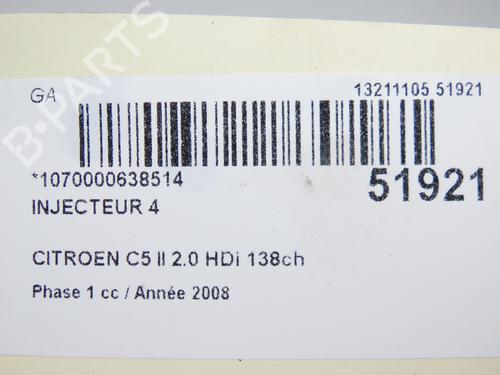 GA
13211105 51921
*1070000638514
51921
INJECTEUR 4
CITROEN C5 II 2.0 HDi 138ch
Phase 1 cc / Année 2008
B-PARTS